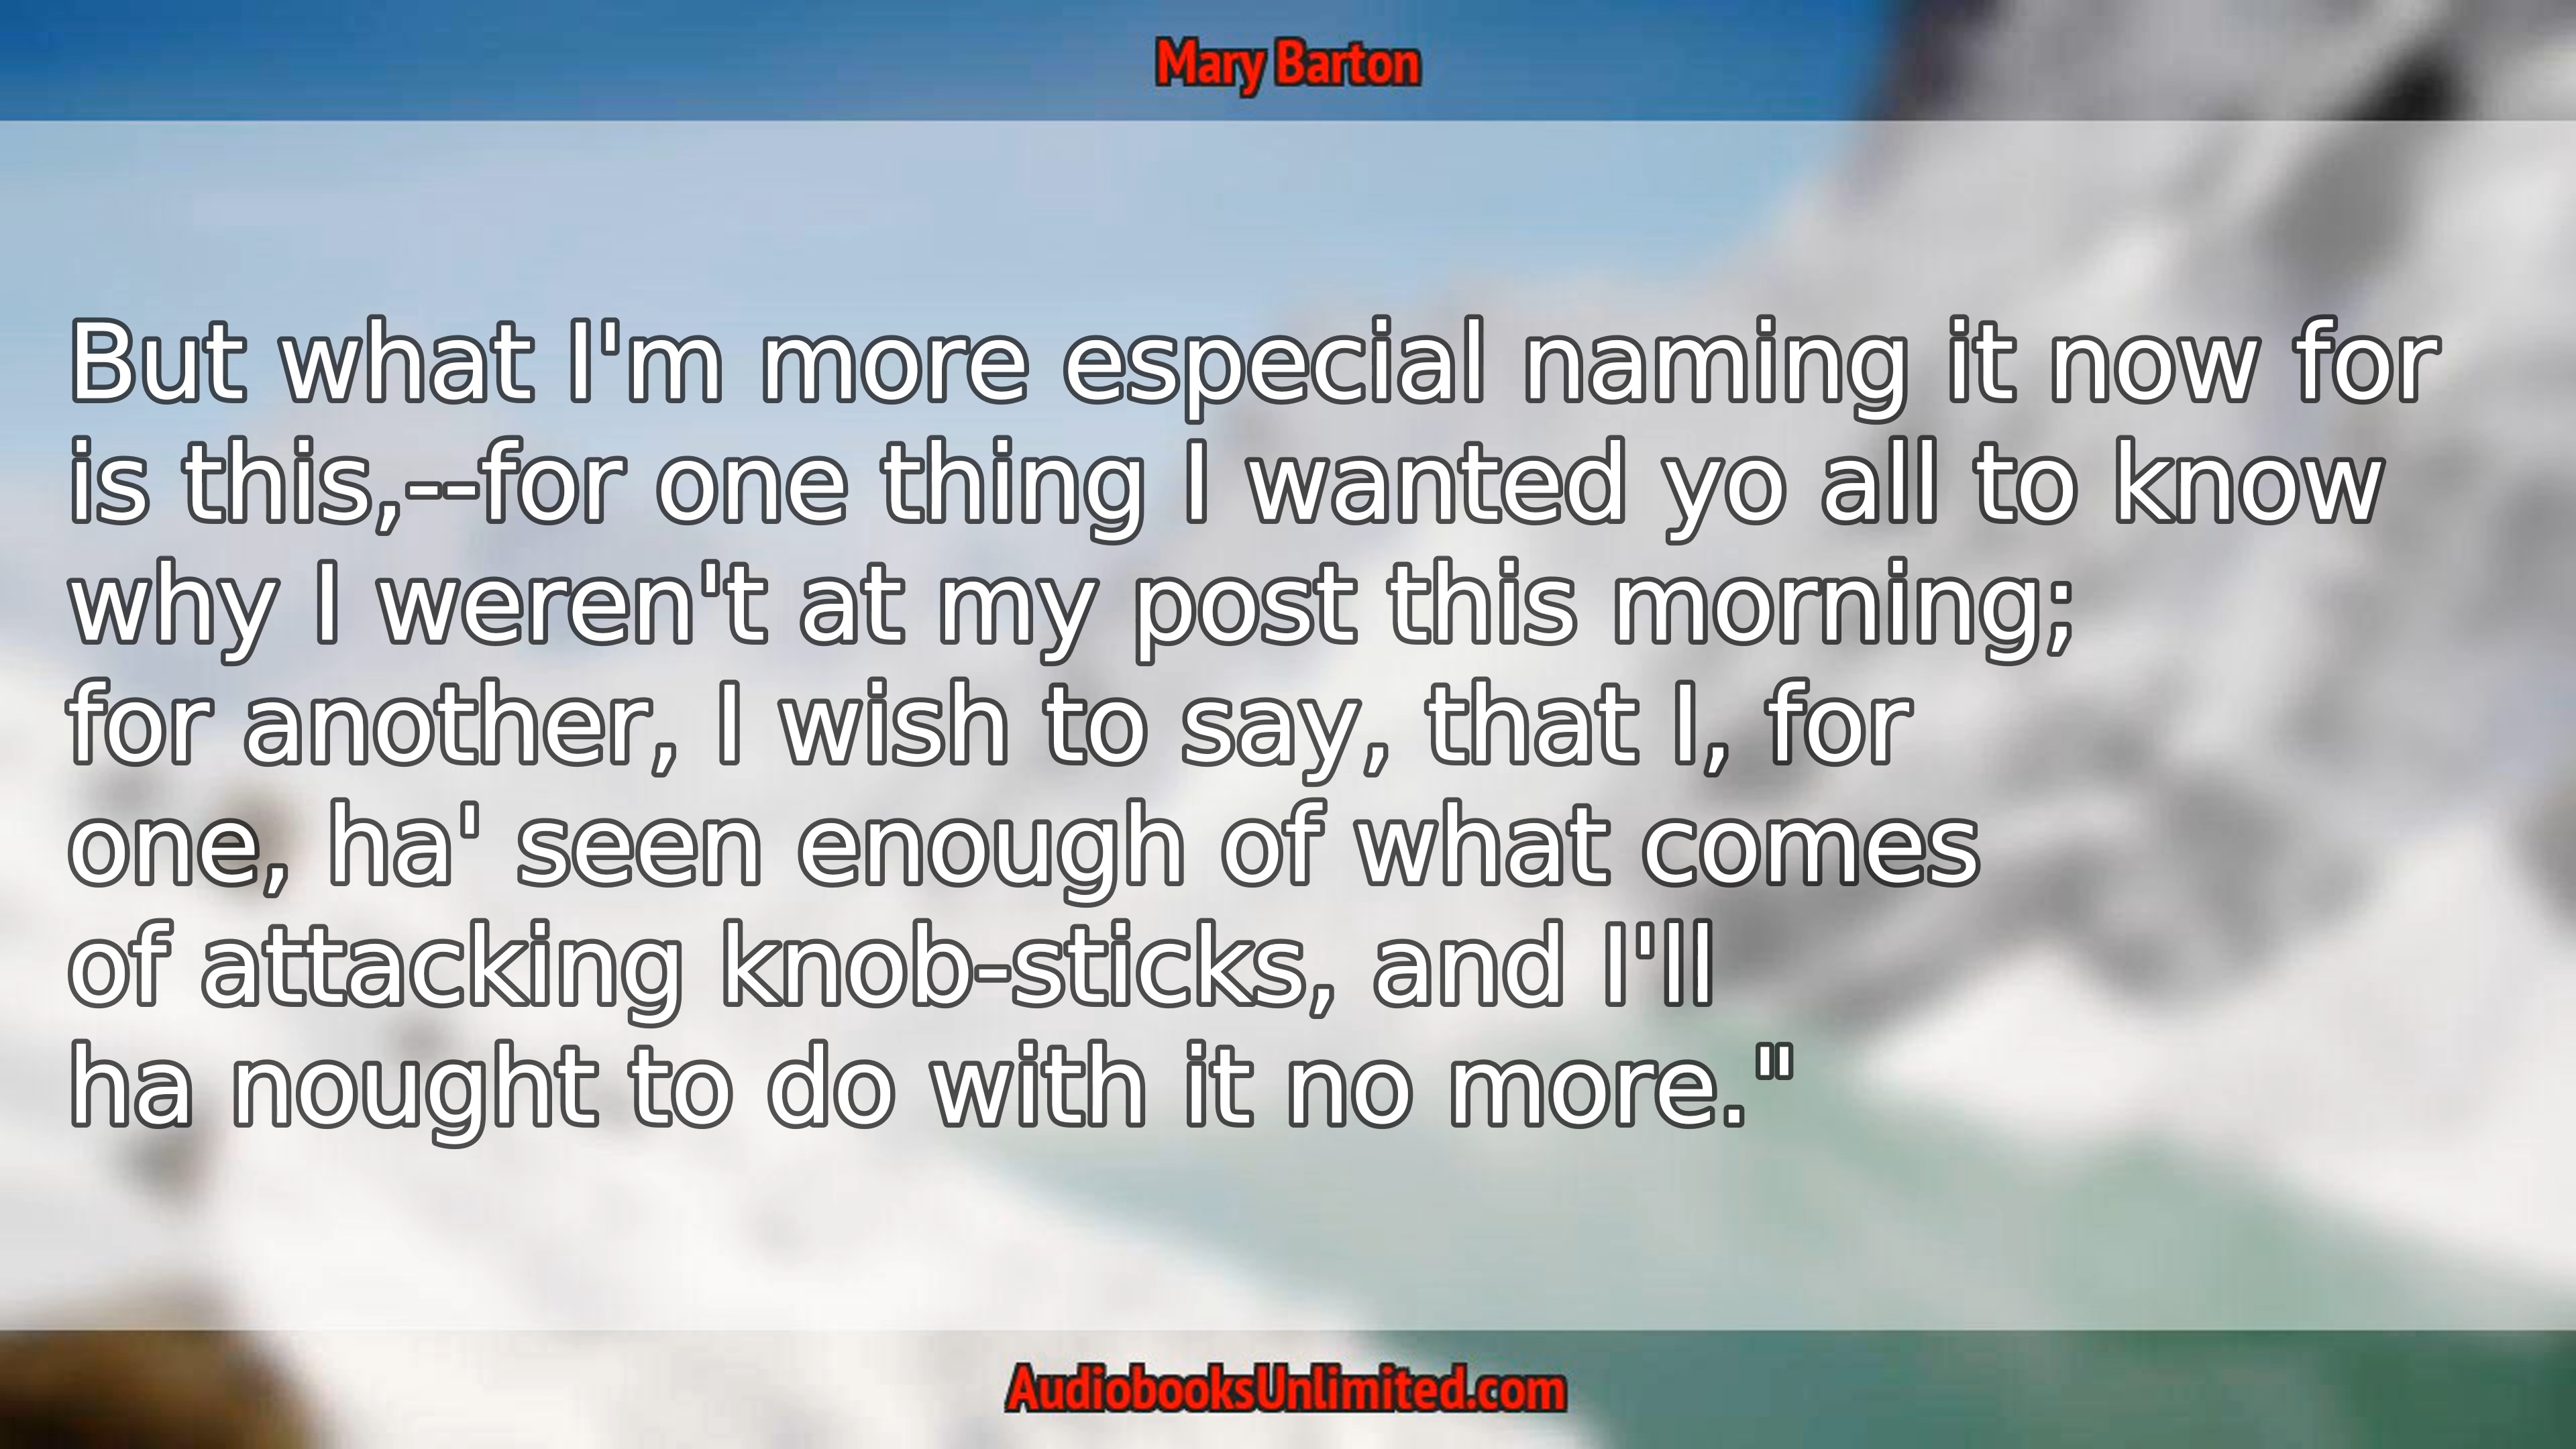 Mary Barton
But what I'm more especial naming it now for
is this,--for one thing I wanted yo all to know
why I weren't at my post this morning;
for another, I wish to say, that I, for
one, ha' seen enough of what comes
of attacking knob-sticks, and I'll
ha nought to do with it no more."
AudiobooksUnlimited.com